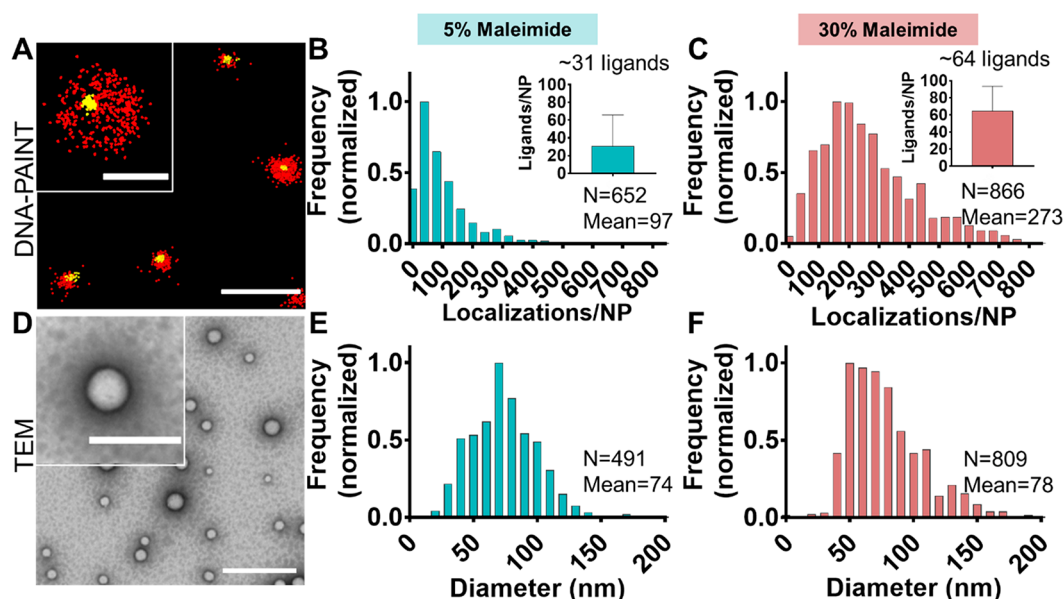 5% Maleimide
30% Maleimide
A
DNA-PAINT
B
Frequency
(normalized)
1.0
0.5
0.0
0
100
200
300
400
500
600
700
800
Localizations/NP
~31 ligands
Ligands/NP
100
80
60
40
20
0
N=652
Mean=97
C
Frequency
(normalized)
1.0
0.5
0.0
0
100
200
300
400
500
600
700
800
Localizations/NP
~64 ligands
Ligands/NP
100
80
60
40
20
0
N=866
Mean=273
D
TEM
E
Frequency
(normalized)
1.0
0.5
0.0
50
100
150
200
Diameter (nm)
N=491
Mean=74
F
Frequency
(normalized)
1.0
0.5
0.0
0
50
100
150
200
Diameter (nm)
N=809
Mean=78